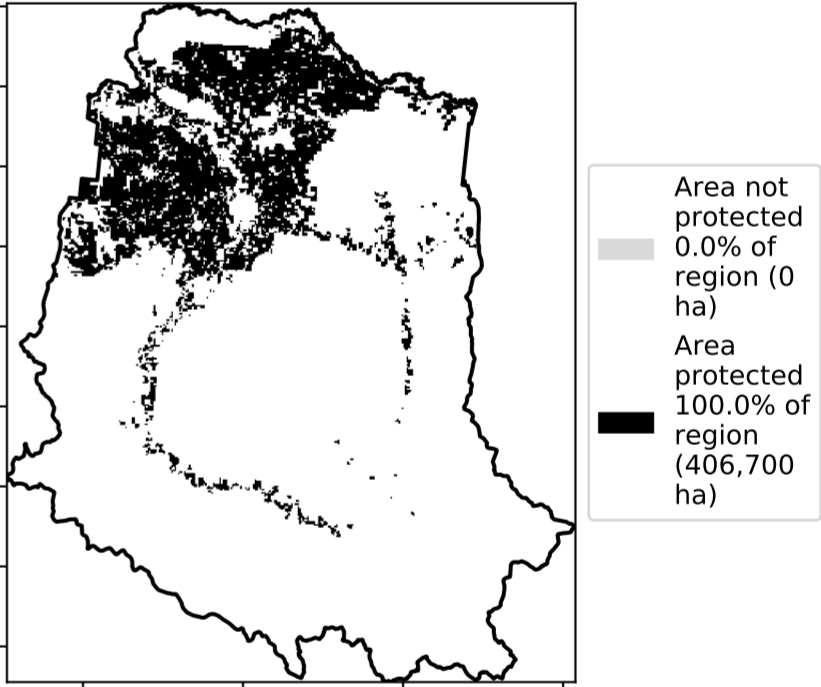 Area not
protected
0.0% of
region (0
ha)
Area
protected
100.0% of
region
(406,700
ha)